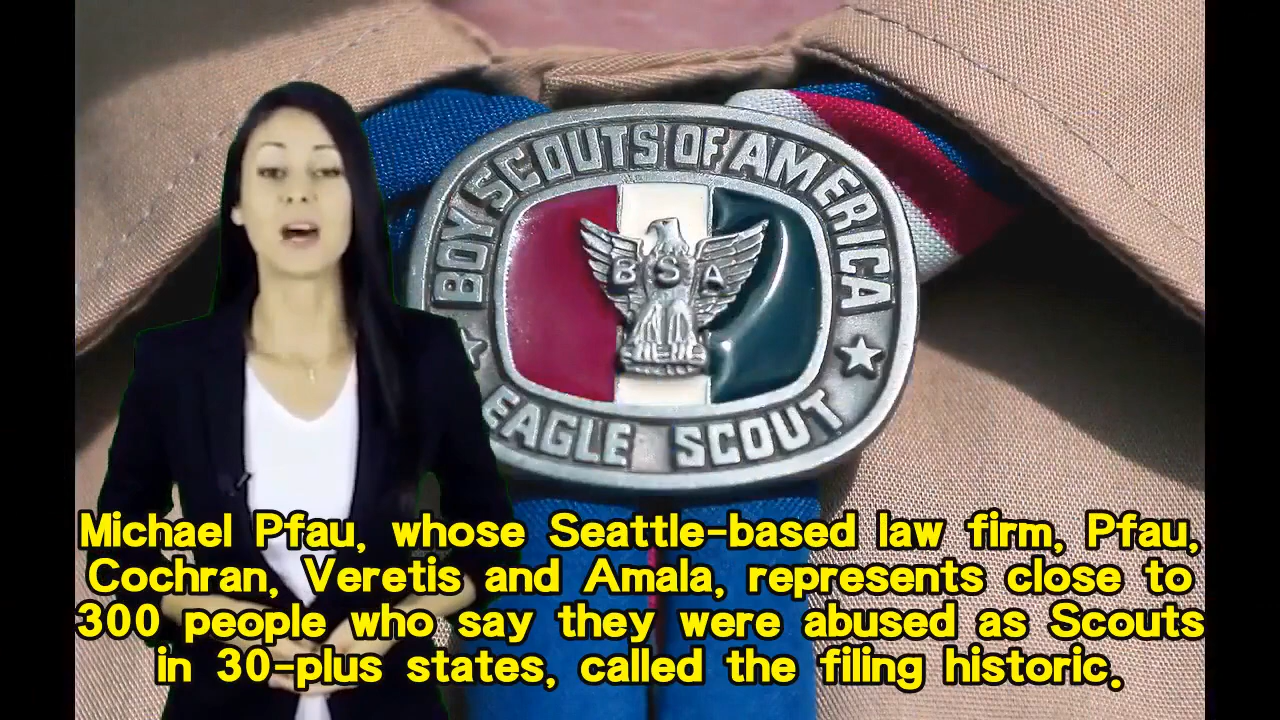 BOY SCOUTS OF AMERICA
BSA
EAGLE SCOUT
Michael Pfau, whose Seattle-based law firm, Pfau,
Cochran, Veretis and Amala, represents close to
300 people who say they were abused as Scouts
in 30-plus states, called the filing historic.